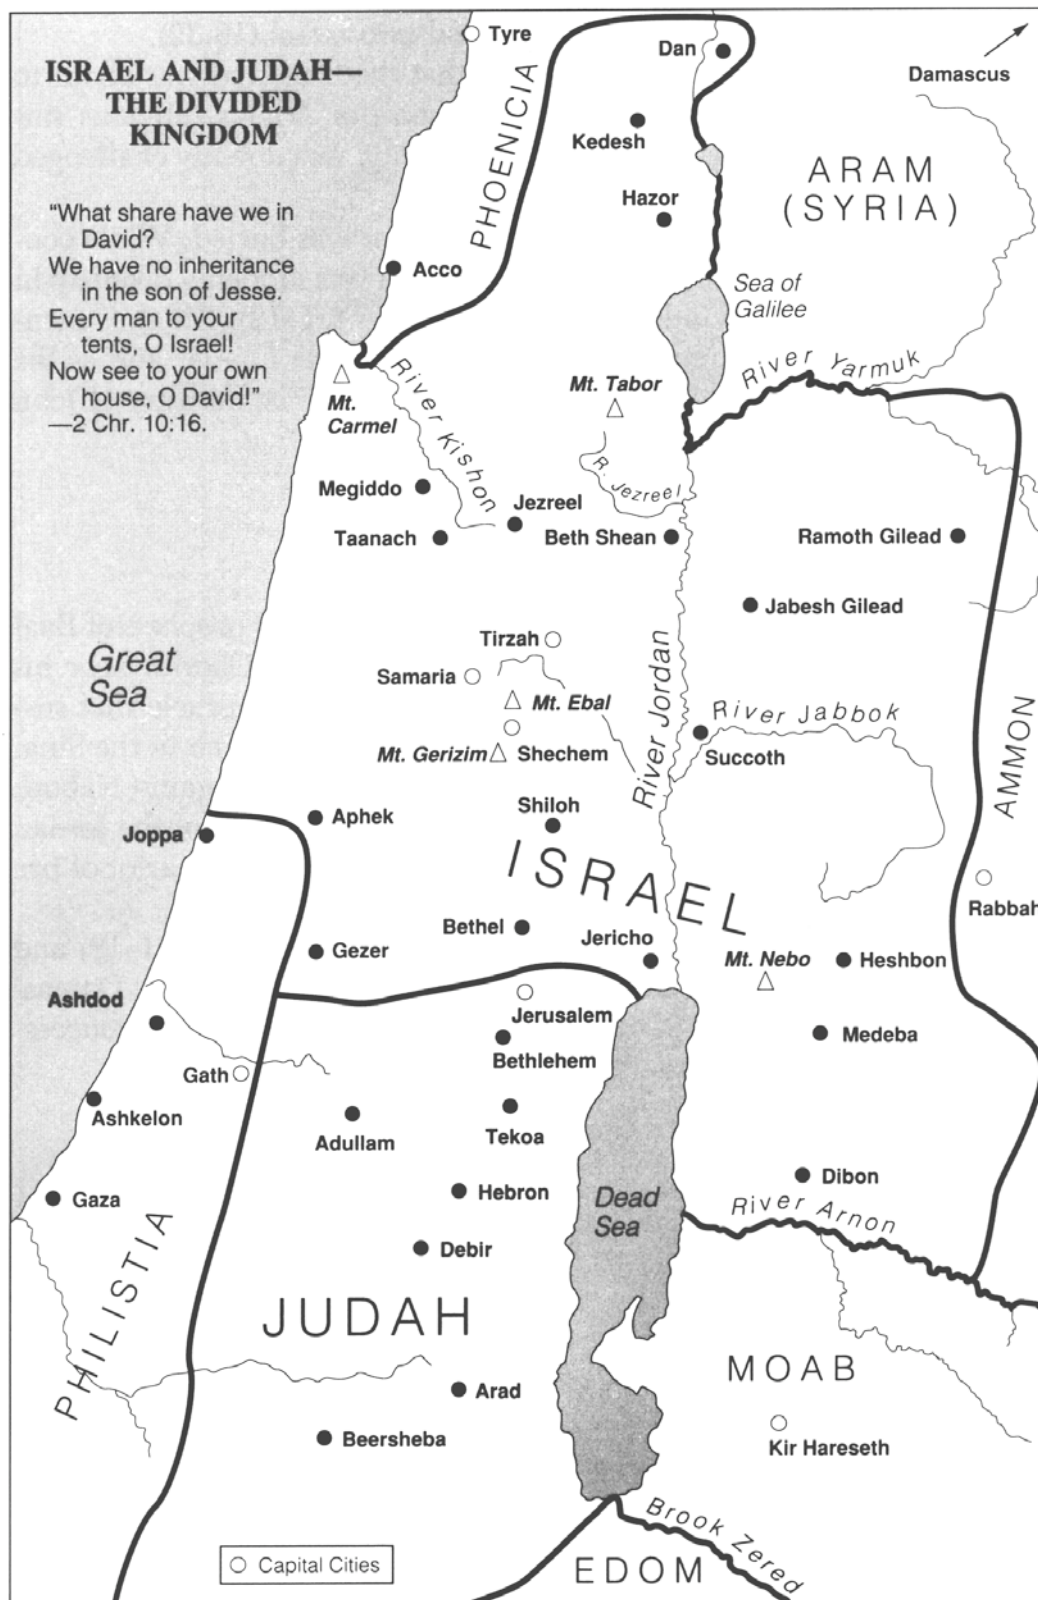 ISRAEL AND JUDAH—
THE DIVIDED
KINGDOM
“What share have we in
David?
We have no inheritance
in the son of Jesse.
Every man to your
tents, O Israel!
Now see to your own
house, O David!”
—2 Chr. 10:16.
Tyre
Dan
Damascus
PHOENICIA
Kedesh
ARAM
(SYRIA)
Hazor
Acco
Sea of
Galilee
River Yarmuk
Mt.
Carmel
River Kishon
Mt. Tabor
R. Jezreel
Megiddo
Jezreel
Taanach
Beth Shean
Ramoth Gilead
Jabesh Gilead
Great
Sea
Tirzah
Samaria
Mt. Ebal
River Jordan
River Jabbok
Mt. Gerizim
Shechem
Succoth
AMMON
Joppa
Aphek
Shiloh
ISRAEL
Rabbah
Bethel
Jericho
Gezer
Mt. Nebo
Heshbon
Ashdod
Jerusalem
Medeba
Bethlehem
Gath
Ashkelon
Adullam
Tekoa
Dibon
Gaza
Hebron
Dead
Sea
River Arnon
Debir
PHILISTIA
JUDAH
MOAB
Arad
Beersheba
Kir Hareseth
Brook Zered
Capital Cities
EDOM